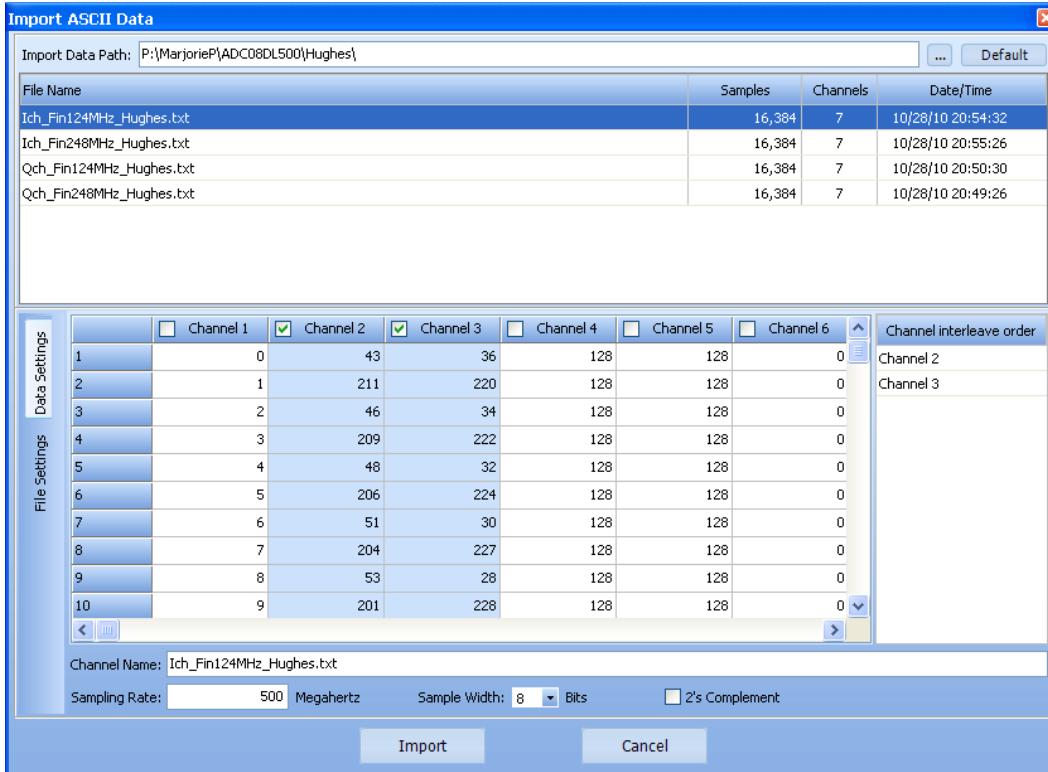 Import ASCII Data
Import Data Path: P:\MarjorieP\ADC08DL500\Hughes\ ... Default
File Name Samples Channels Date/Time
Ich_Fin124MHz_Hughes.txt 16,384 7 10/28/10 20:54:32
Ich_Fin248MHz_Hughes.txt 16,384 7 10/28/10 20:55:26
Qch_Fin124MHz_Hughes.txt 16,384 7 10/28/10 20:50:30
Qch_Fin248MHz_Hughes.txt 16,384 7 10/28/10 20:49:26
Data Settings
File Settings
Channel 1 Channel 2 Channel 3 Channel 4 Channel 5 Channel 6
1 0 43 36 128 128 0
2 1 211 220 128 128 0
3 2 46 34 128 128 0
4 3 209 222 128 128 0
5 4 48 32 128 128 0
6 5 206 224 128 128 0
7 6 51 30 128 128 0
8 7 204 227 128 128 0
9 8 53 28 128 128 0
10 9 201 228 128 128 0
Channel interleave order
Channel 2
Channel 3
Channel Name: Ich_Fin124MHz_Hughes.txt
Sampling Rate: 500 Megahertz Sample Width: 8 Bits 2's Complement
Import Cancel